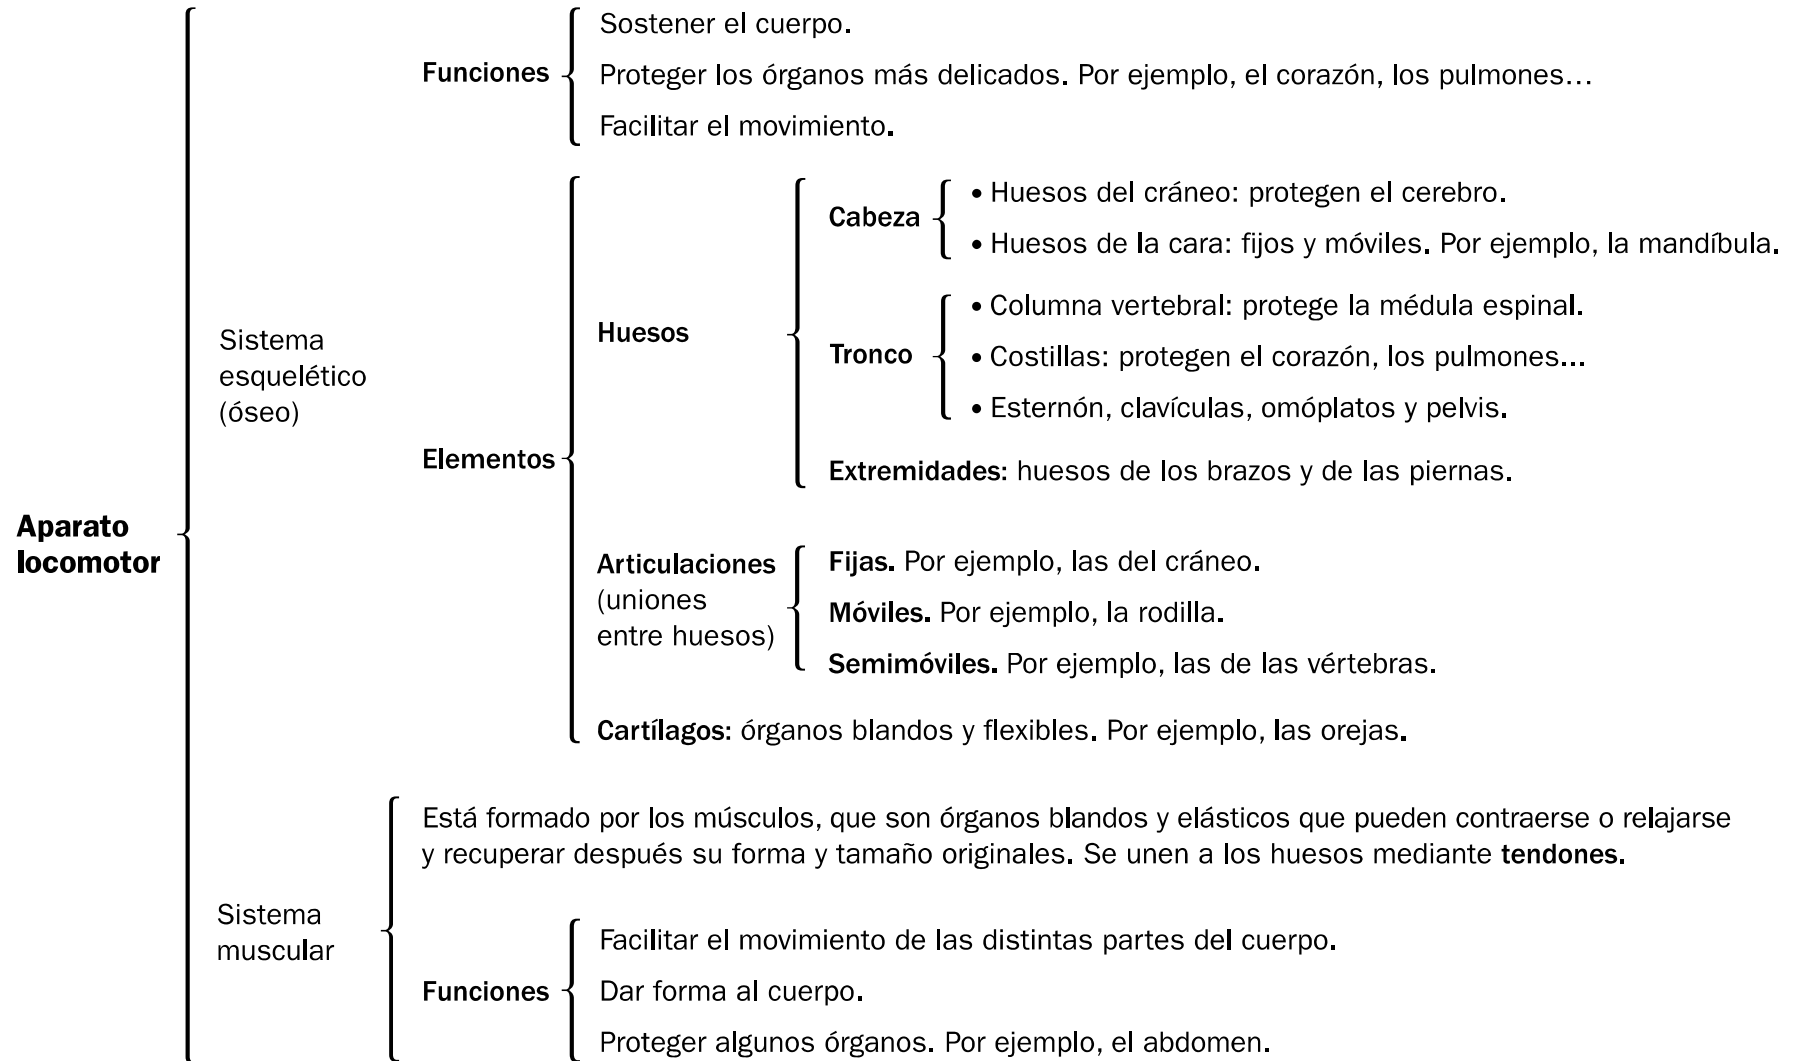 Aparato
locomotor
Sistema
esquelético
(óseo)
Funciones
Sostener el cuerpo.
Proteger los órganos más delicados. Por ejemplo, el corazón, los pulmones...
Facilitar el movimiento.
Elementos
Huesos
Cabeza
• Huesos del cráneo: protegen el cerebro.
• Huesos de la cara: fijos y móviles. Por ejemplo, la mandíbula.
Tronco
• Columna vertebral: protege la médula espinal.
• Costillas: protegen el corazón, los pulmones...
• Esternón, clavículas, omóplatos y pelvis.
Extremidades: huesos de los brazos y de las piernas.
Articulaciones
(uniones
entre huesos)
Fijas. Por ejemplo, las del cráneo.
Móviles. Por ejemplo, la rodilla.
Semimóviles. Por ejemplo, las de las vértebras.
Cartílagos: órganos blandos y flexibles. Por ejemplo, las orejas.
Sistema
muscular
Está formado por los músculos, que son órganos blandos y elásticos que pueden contraerse o relajarse
y recuperar después su forma y tamaño originales. Se unen a los huesos mediante tendones.
Funciones
Facilitar el movimiento de las distintas partes del cuerpo.
Dar forma al cuerpo.
Proteger algunos órganos. Por ejemplo, el abdomen.